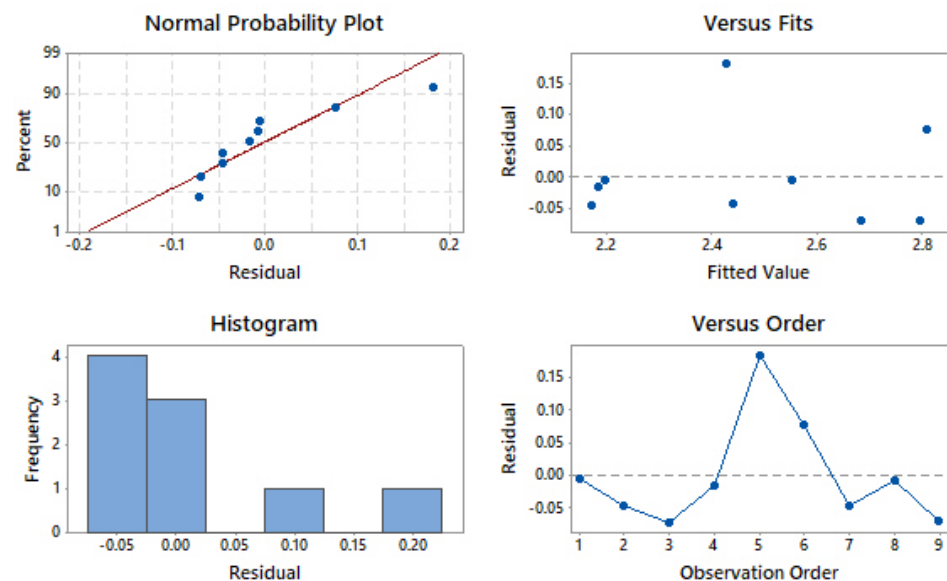 Normal Probability Plot
99
90
50
10
1
Percent
-0.2 -0.1 0.0 0.1 0.2
Residual
Versus Fits
0.15
0.10
0.05
0.00
-0.05
Residual
2.2 2.4 2.6 2.8
Fitted Value
Histogram
4
3
2
1
0
Frequency
-0.05 0.00 0.05 0.10 0.15 0.20
Residual
Versus Order
0.15
0.10
0.05
0.00
-0.05
Residual
1 2 3 4 5 6 7 8 9
Observation Order